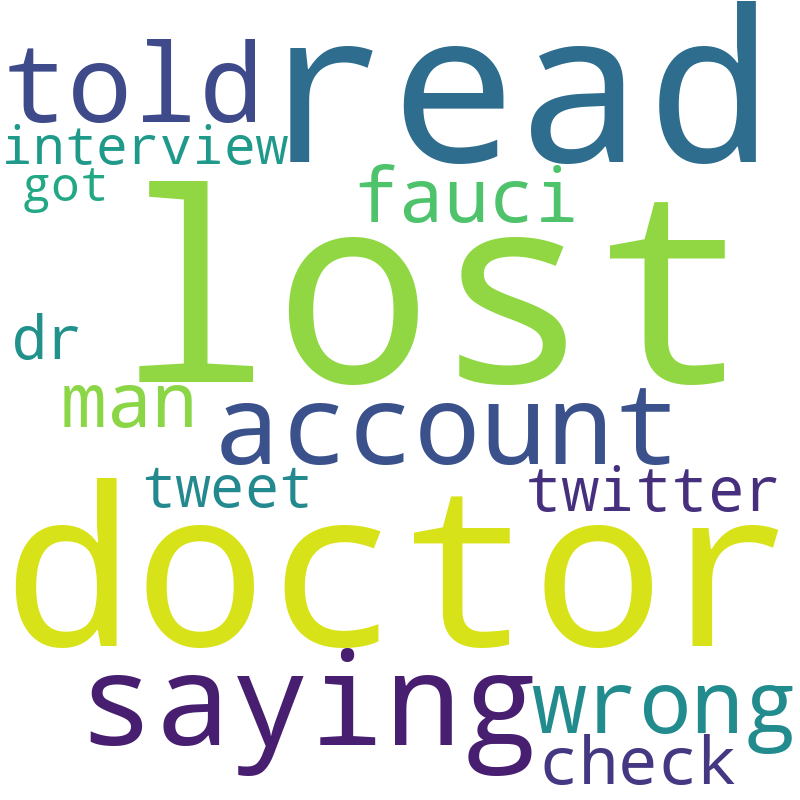 told read
interview
got fauci
lost
dr
man account
tweet twitter
doctor
saying wrong
check